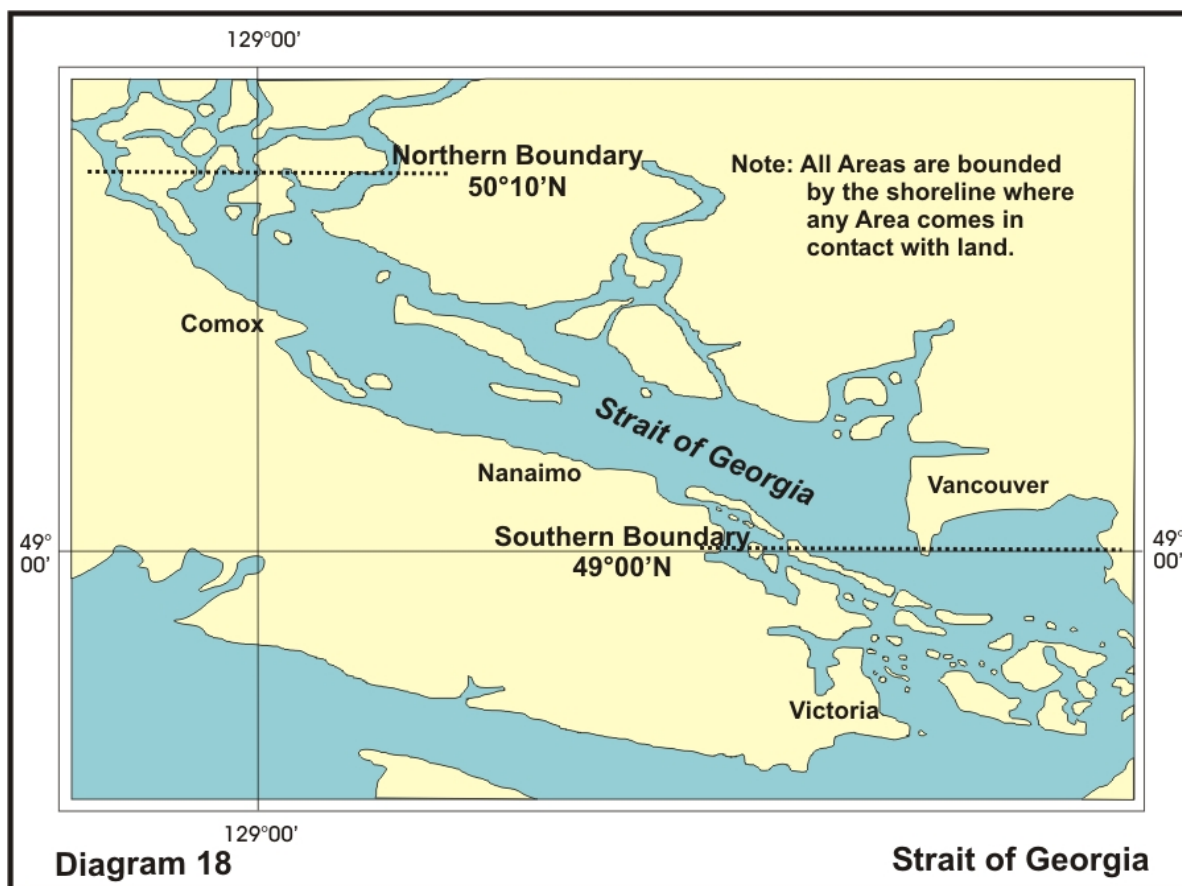 129°00'
Northern Boundary
50°10'N
Note: All Areas are bounded
by the shoreline where
any Area comes in
contact with land.
Comox
Strait of Georgia
Nanaimo
Vancouver
Southern Boundary
49°00'N
49°
00'
49°
00'
Victoria
129°00'
Diagram 18
Strait of Georgia